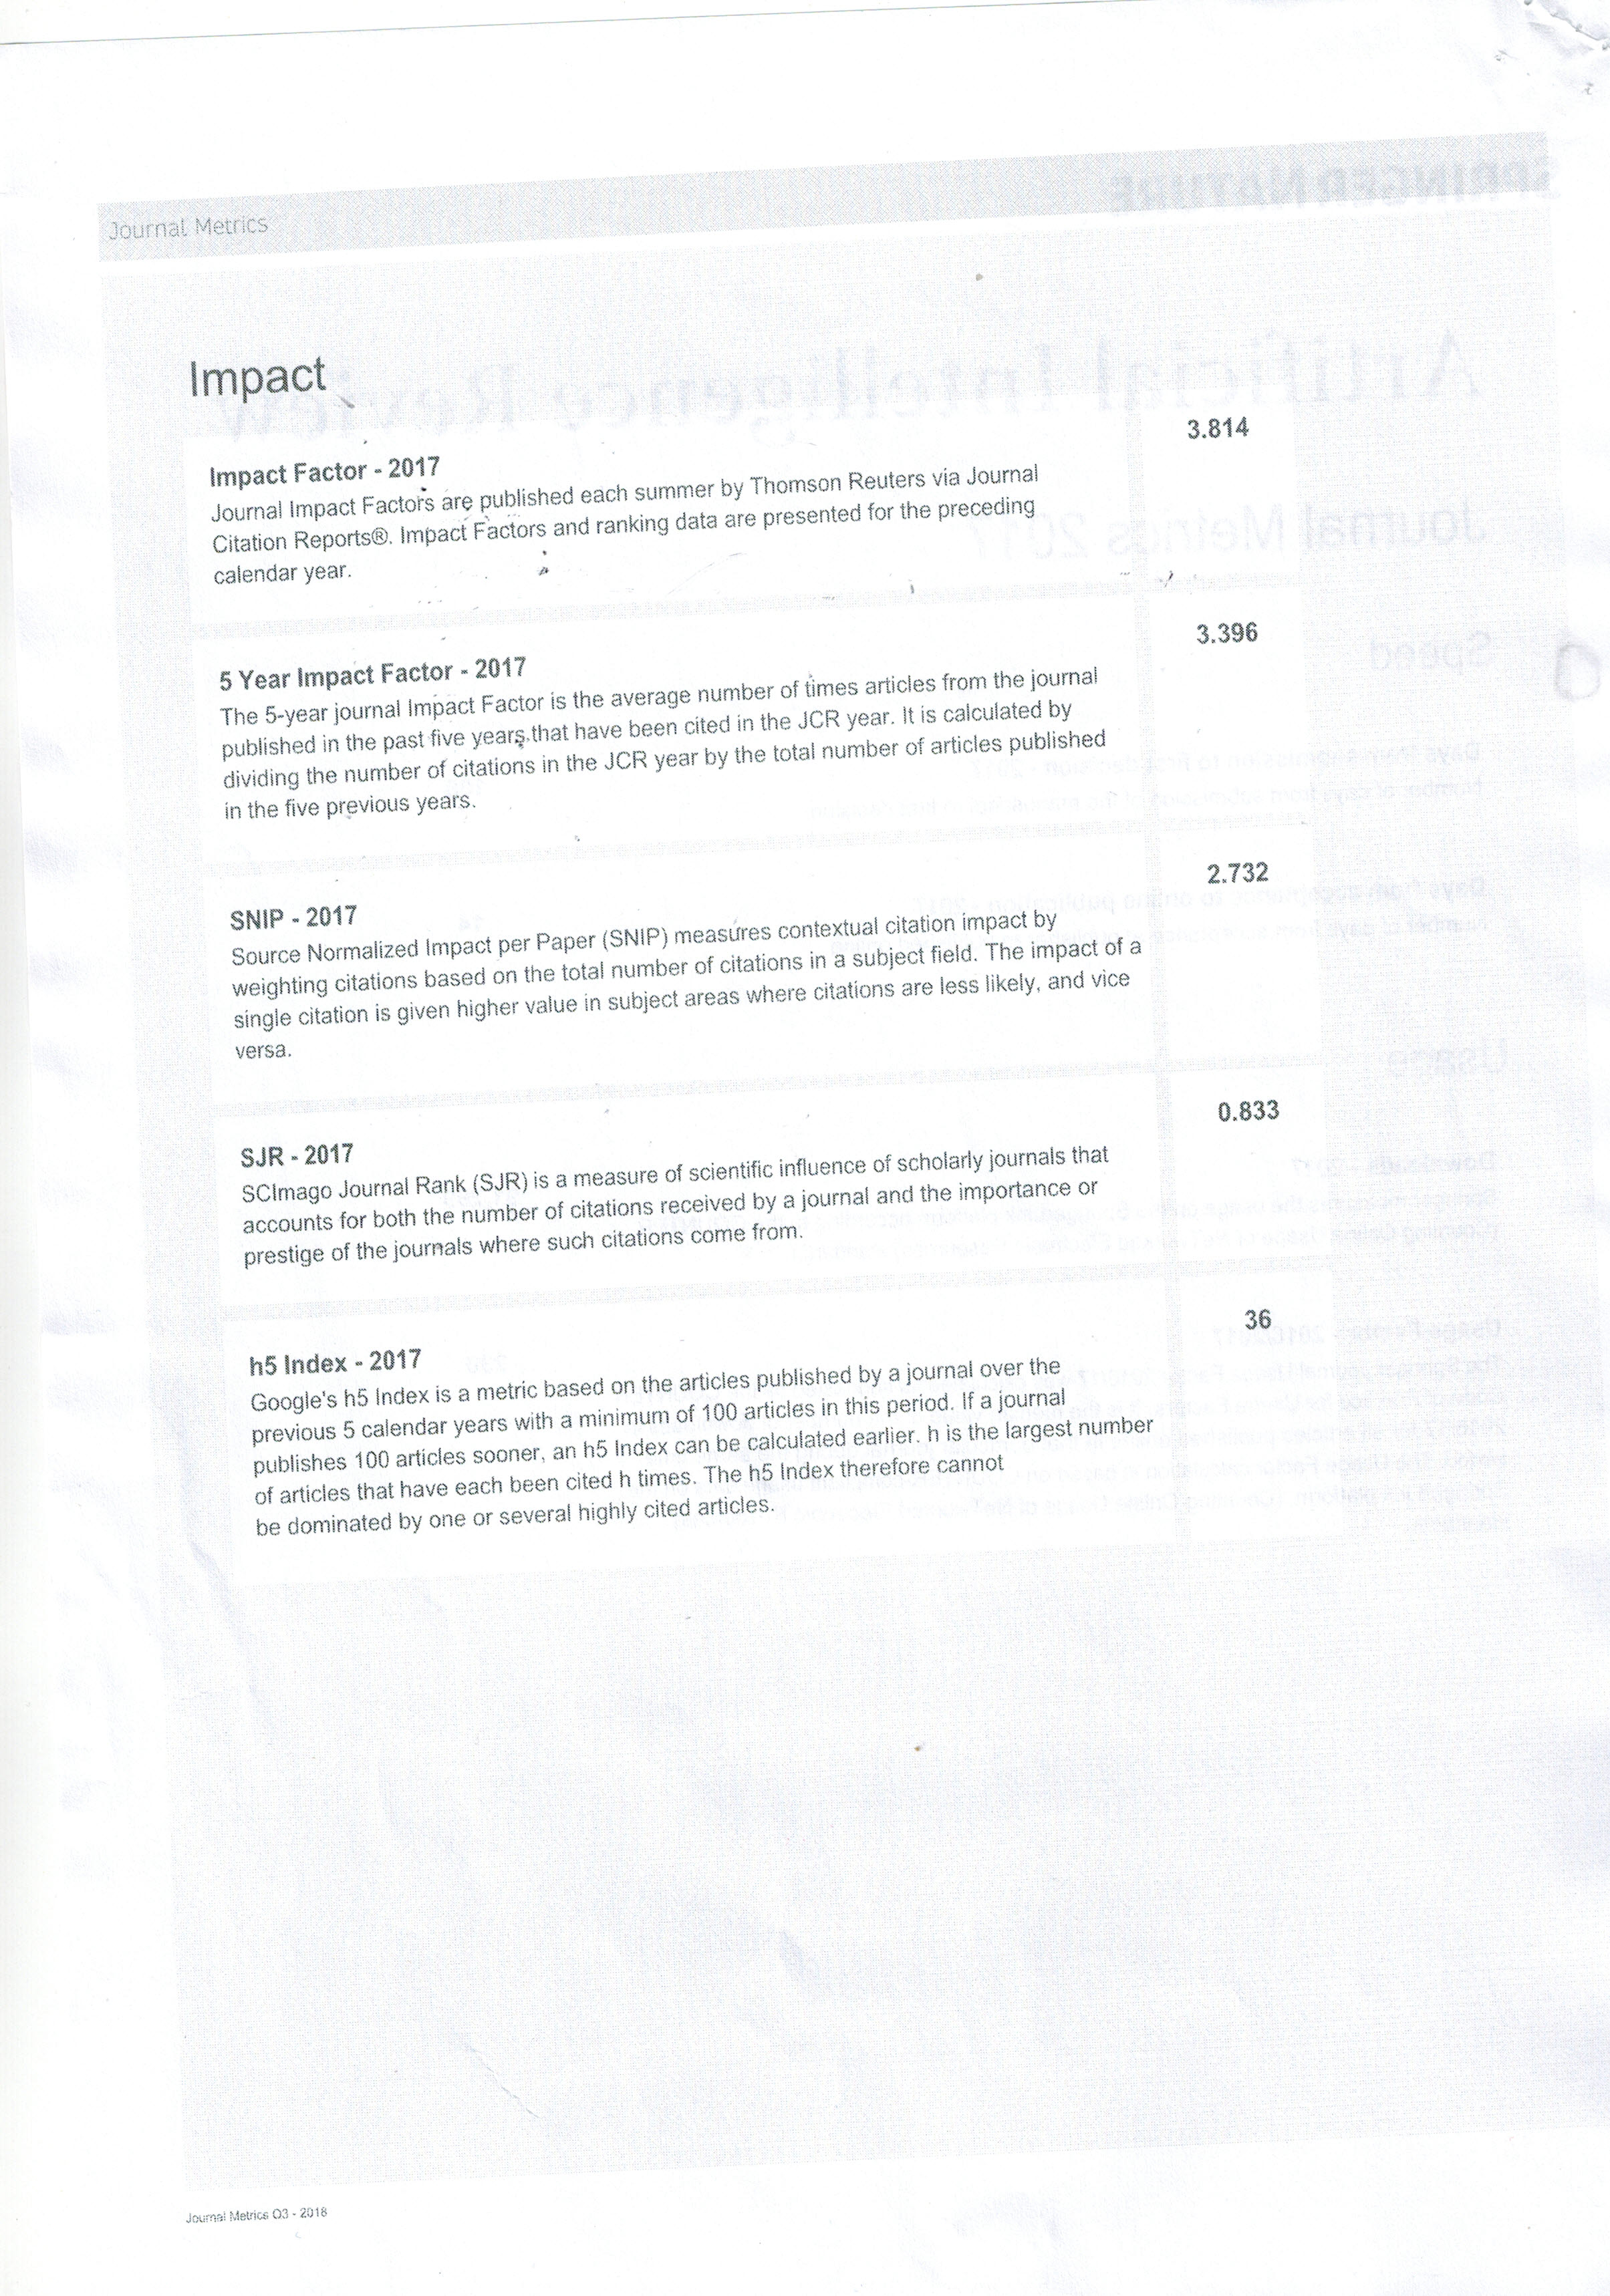 Journal Metrics
SPRINGER NATURE
Artificial Intelligence Review
Journal Metrics 2017
Speed
Usage
Impact
Impact Factor - 2017
3.814
Journal Impact Factors are published each summer by Thomson Reuters via Journal
Citation Reports®. Impact Factors and ranking data are presented for the preceding
calendar year.
5 Year Impact Factor - 2017
3.396
The 5-year journal Impact Factor is the average number of times articles from the journal
published in the past five years that have been cited in the JCR year. It is calculated by
dividing the number of citations in the JCR year by the total number of articles published
in the five previous years.
SNIP - 2017
2.732
Source Normalized Impact per Paper (SNIP) measures contextual citation impact by
weighting citations based on the total number of citations in a subject field. The impact of a
single citation is given higher value in subject areas where citations are less likely, and vice
versa.
SJR - 2017
0.833
SCImago Journal Rank (SJR) is a measure of scientific influence of scholarly journals that
accounts for both the number of citations received by a journal and the importance or
prestige of the journals where such citations come from.
h5 Index - 2017
36
Google's h5 Index is a metric based on the articles published by a journal over the
previous 5 calendar years with a minimum of 100 articles in this period. If a journal
publishes 100 articles sooner, an h5 Index can be calculated earlier. h is the largest number
of articles that have each been cited h times. The h5 Index therefore cannot
be dominated by one or several highly cited articles.
Journal Metrics Q3 - 2018